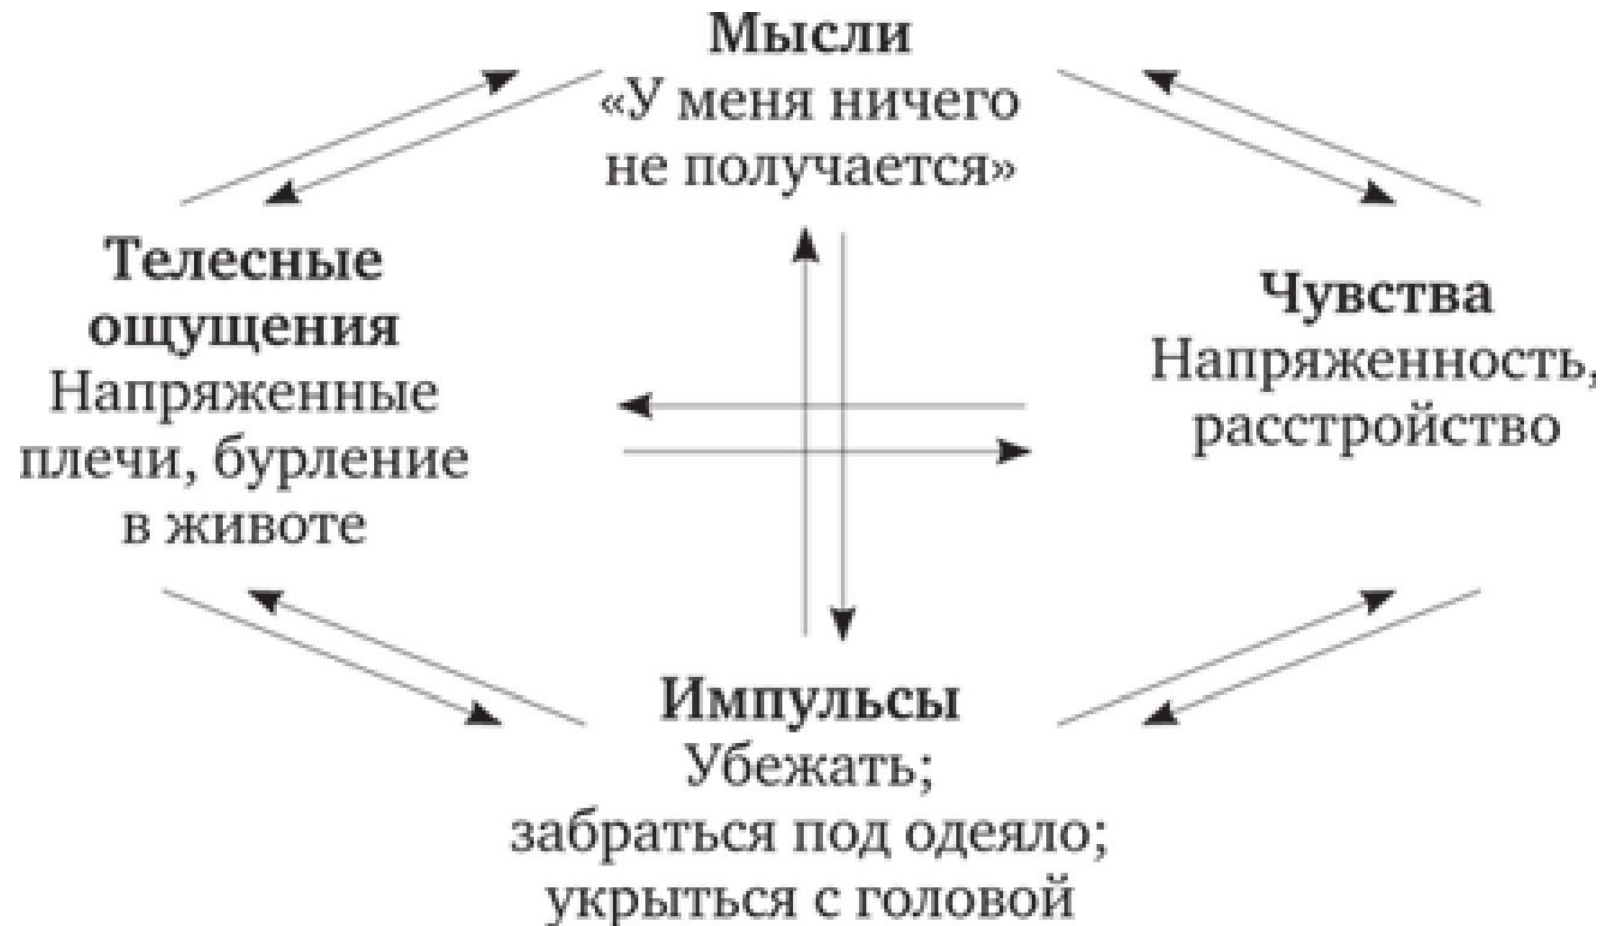 Мысли
«У меня ничего
не получается»
Телесные
ощущения
Напряженные
плечи, бурление
в животе
Чувства
Напряженность,
расстройство
Импульсы
Убежать;
забраться под одеяло;
укрыться с головой